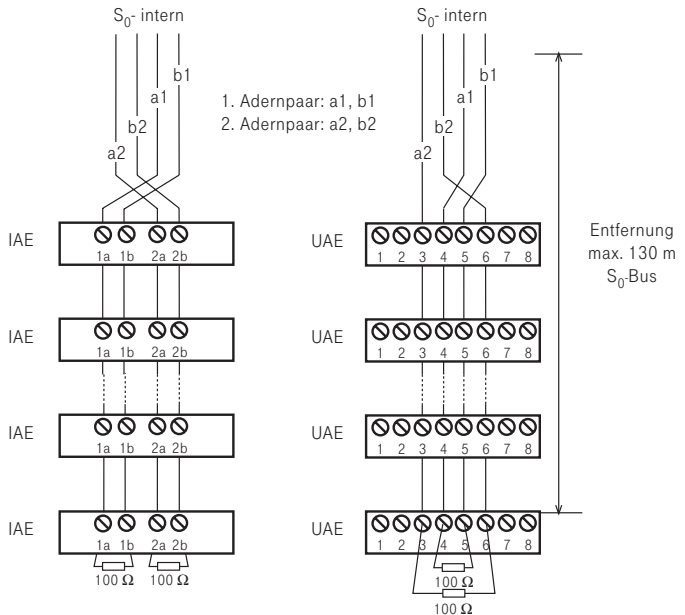 S0- intern
a2
b2
a1
b1
1. Adernpaar: a1, b1
2. Adernpaar: a2, b2
S0- intern
a2
b2
a1
b1
IAE
1a 1b 2a 2b
IAE
1a 1b 2a 2b
IAE
1a 1b 2a 2b
IAE
1a 1b 2a 2b
100 Ω 100 Ω
UAE
1 2 3 4 5 6 7 8
UAE
1 2 3 4 5 6 7 8
UAE
1 2 3 4 5 6 7 8
UAE
1 2 3 4 5 6 7 8
100 Ω
100 Ω
Entfernung
max. 130 m
S0-Bus